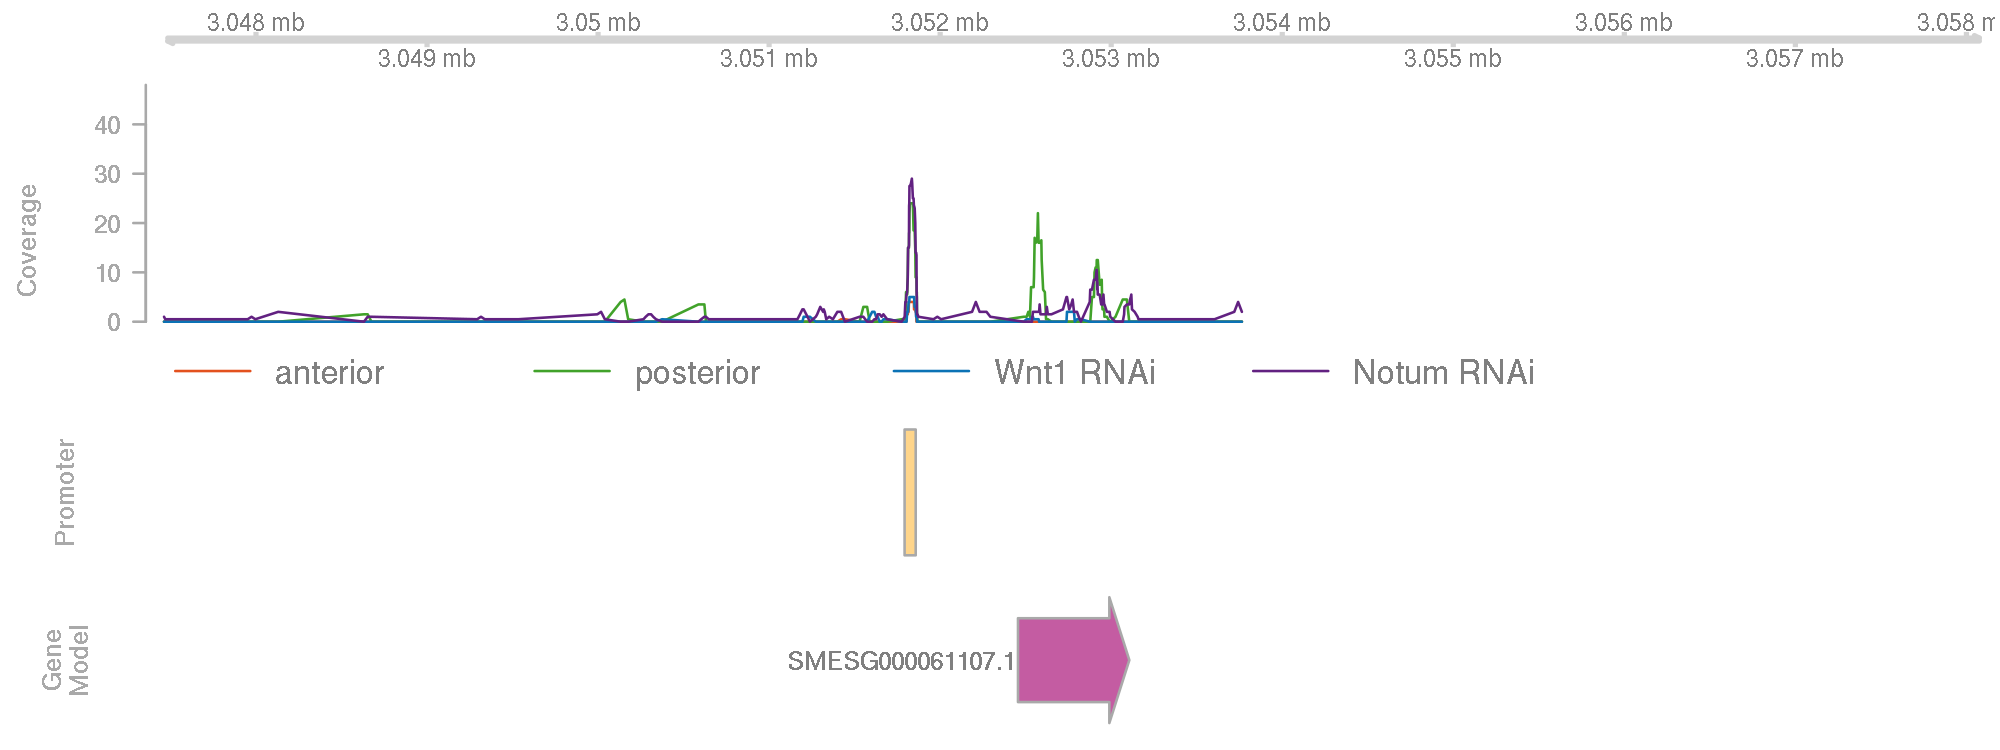 3.048 mb 3.05 mb 3.052 mb 3.054 mb 3.056 mb 3.058 m
3.049 mb 3.051 mb 3.053 mb 3.055 mb 3.057 mb
Coverage
40
30
20
10
0
anterior posterior Wnt1 RNAi Notum RNAi
Promoter
Gene
Model
SMESG000061107.1